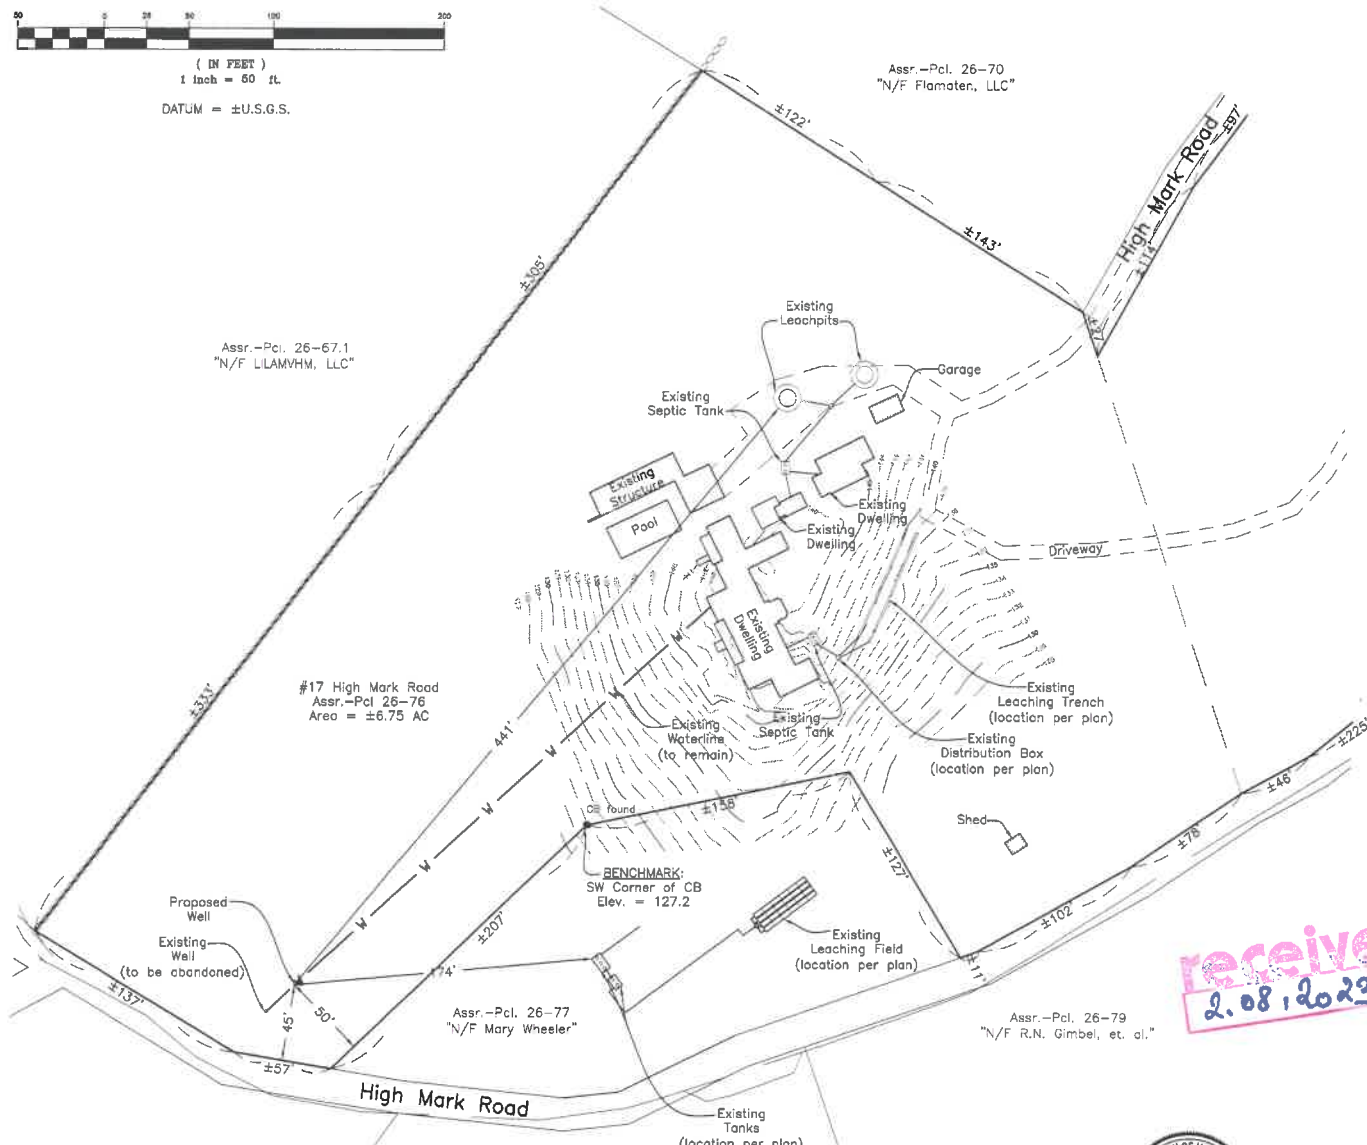 50 0 25 50 100 200
( IN FEET )
1 inch = 50 ft.
DATUM = ±U.S.G.S.
Assr.-Pcl. 26-70
"N/F Flamaten, LLC"
±122'
±143'
High Mark Road
±97'
±114'
±305'
Assr.-Pcl. 26-67.1
"N/F LILAMVHM, LLC"
Existing
Leachpits
Garage
Existing
Septic Tank
Existing
Structure
Pool
Existing
Dwelling
Existing
Dwelling
Driveway
Existing
Dwelling
±333'
#17 High Mark Road
Assr.-Pcl 26-76
Area = ±6.75 AC
441'
W
W
W
W
W
W
Existing
Waterline
(to remain)
Existing
Septic Tank
Existing
Leaching Trench
(location per plan)
Existing
Distribution Box
(location per plan)
±225'
±46'
±78'
±102'
±11'
CB found
±158'
±127'
Shed
BENCHMARK:
SW Corner of CB
Elev. = 127.2
Proposed
Well
Existing
Well
(to be abandoned)
±207'
174'
50'
45'
±137'
±57'
Existing
Leaching Field
(location per plan)
Assr.-Pcl. 26-77
"N/F Mary Wheeler"
Assr.-Pcl. 26-79
"N/F R.N. Gimbel, et. al."
receive
2.08.2023
High Mark Road
Existing
Tanks
(location per plan)